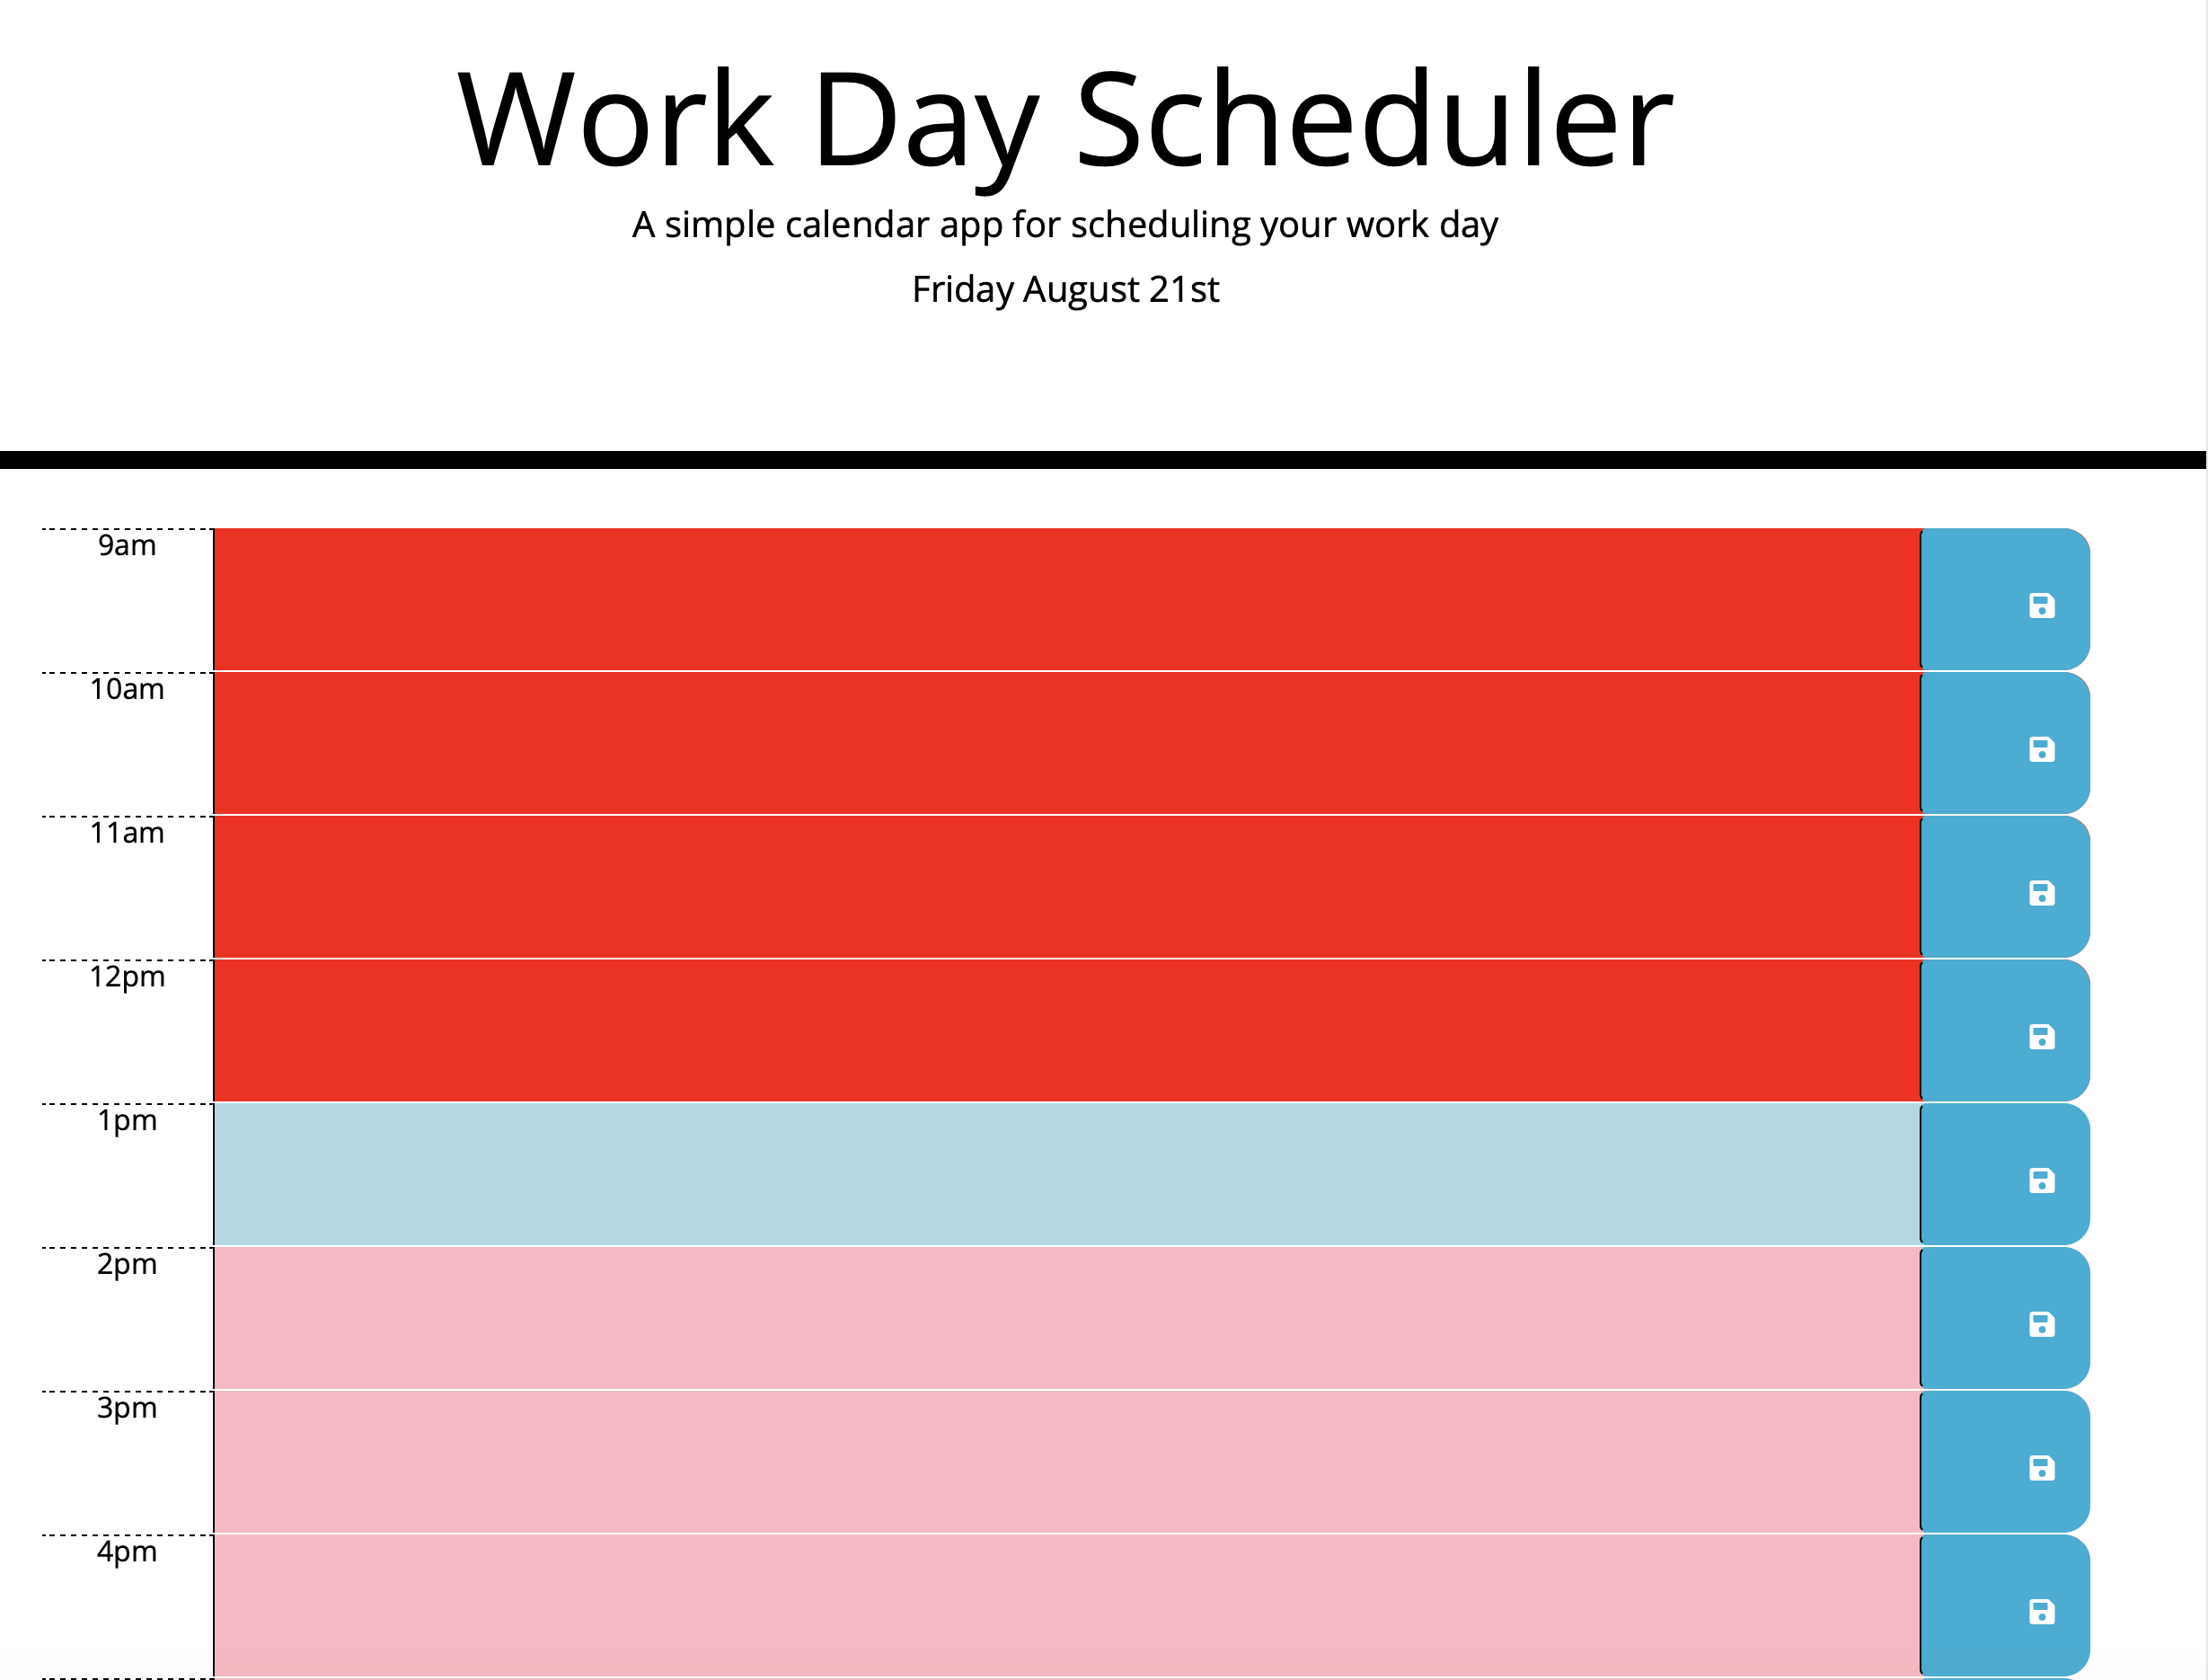 Work Day Scheduler
A simple calendar app for scheduling your work day
Friday August 21st
9am
10am
11am
12pm
1pm
2pm
3pm
4pm